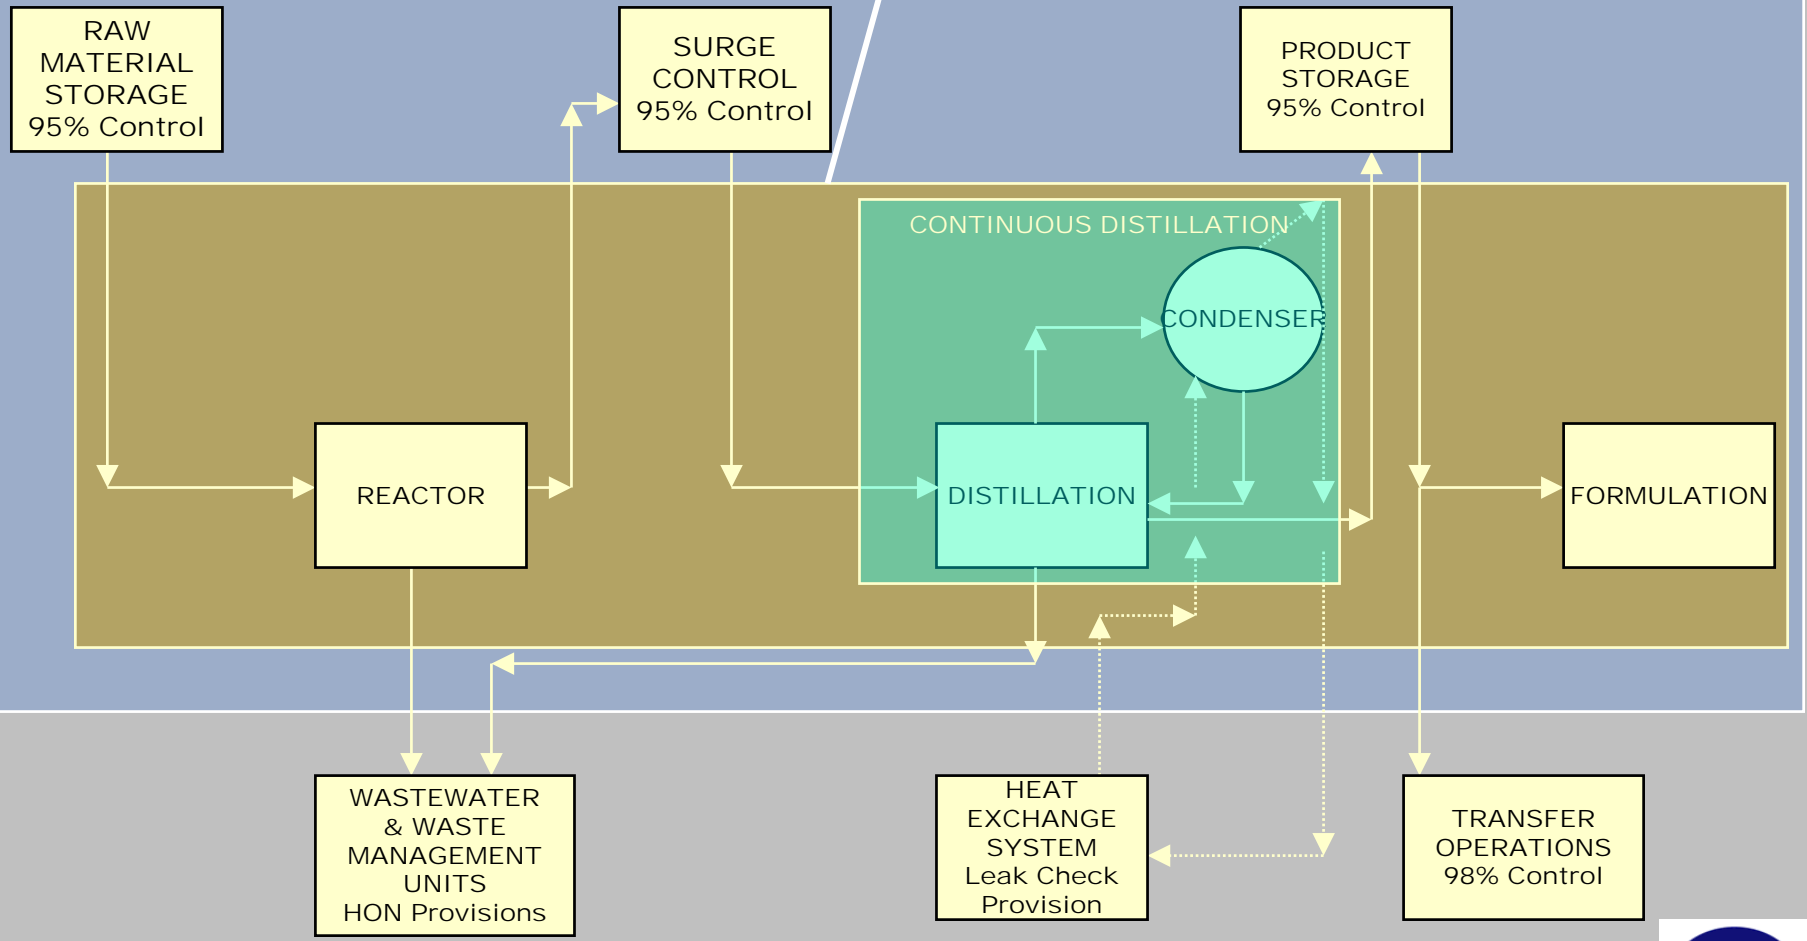 RAW
MATERIAL
STORAGE
95% Control
SURGE
CONTROL
95% Control
PRODUCT
STORAGE
95% Control
CONTINUOUS DISTILLATION
CONDENSER
REACTOR
DISTILLATION
FORMULATION
WASTEWATER
& WASTE
MANAGEMENT
UNITS
HON Provisions
HEAT
EXCHANGE
SYSTEM
Leak Check
Provision
TRANSFER
OPERATIONS
98% Control